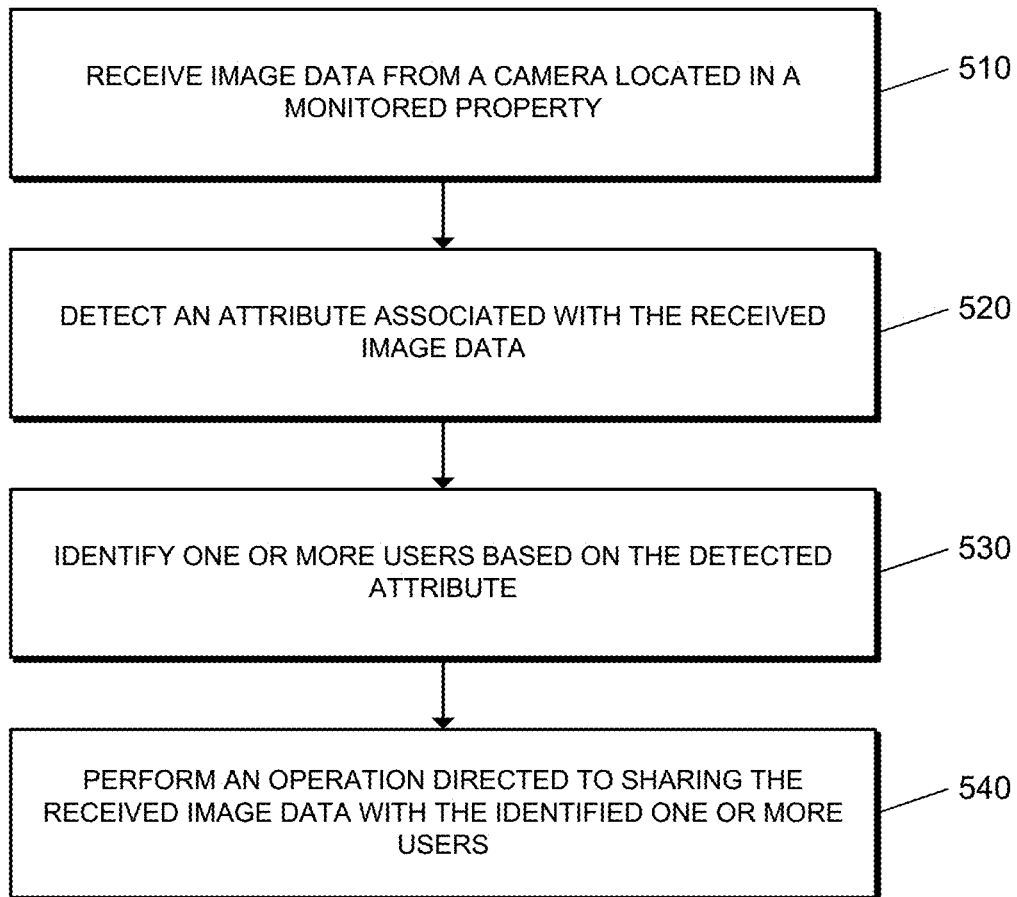 RECEIVE IMAGE DATA FROM A CAMERA LOCATED IN A
MONITORED PROPERTY
510
DETECT AN ATTRIBUTE ASSOCIATED WITH THE RECEIVED
IMAGE DATA
520
IDENTIFY ONE OR MORE USERS BASED ON THE DETECTED
ATTRIBUTE
530
PERFORM AN OPERATION DIRECTED TO SHARING THE
RECEIVED IMAGE DATA WITH THE IDENTIFIED ONE OR MORE
USERS
540